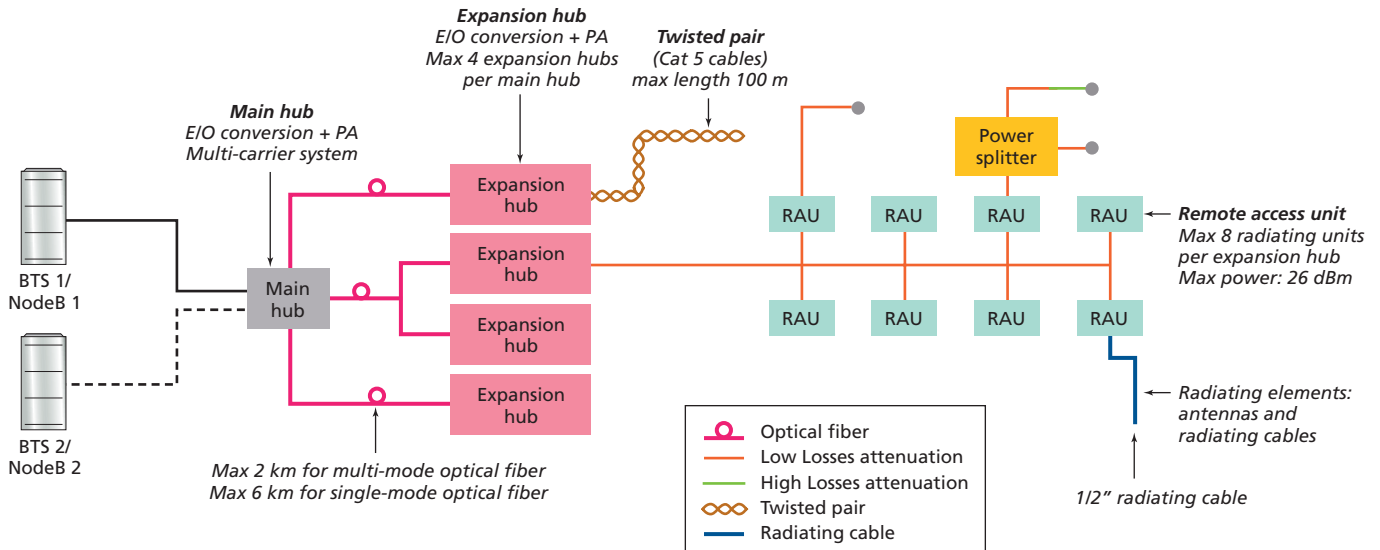 Expansion hub
E/O conversion + PA
Max 4 expansion hubs
per main hub
Twisted pair
(Cat 5 cables)
max length 100 m
Main hub
E/O conversion + PA
Multi-carrier system
Power
splitter
Expansion
hub
RAU
RAU
RAU
RAU
Remote access unit
Max 8 radiating units
per expansion hub
Max power: 26 dBm
BTS 1/
NodeB 1
Main
hub
Expansion
hub
Expansion
hub
RAU
RAU
RAU
RAU
Expansion
hub
BTS 2/
NodeB 2
Radiating elements:
antennas and
radiating cables
Max 2 km for multi-mode optical fiber
Max 6 km for single-mode optical fiber
1/2” radiating cable
Optical fiber
Low Losses attenuation
High Losses attenuation
Twisted pair
Radiating cable